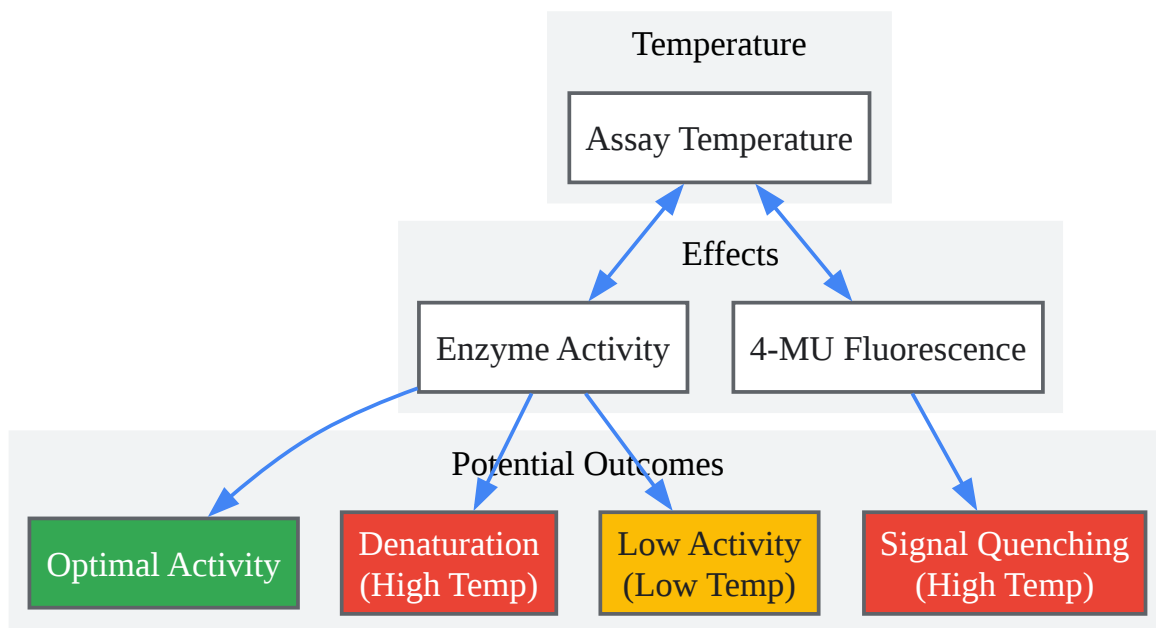 Temperature
Assay Temperature
Effects
Enzyme Activity
4-MU Fluorescence
Potential Outcomes
Optimal Activity
Denaturation
(High Temp)
Low Activity
(Low Temp)
Signal Quenching
(High Temp)